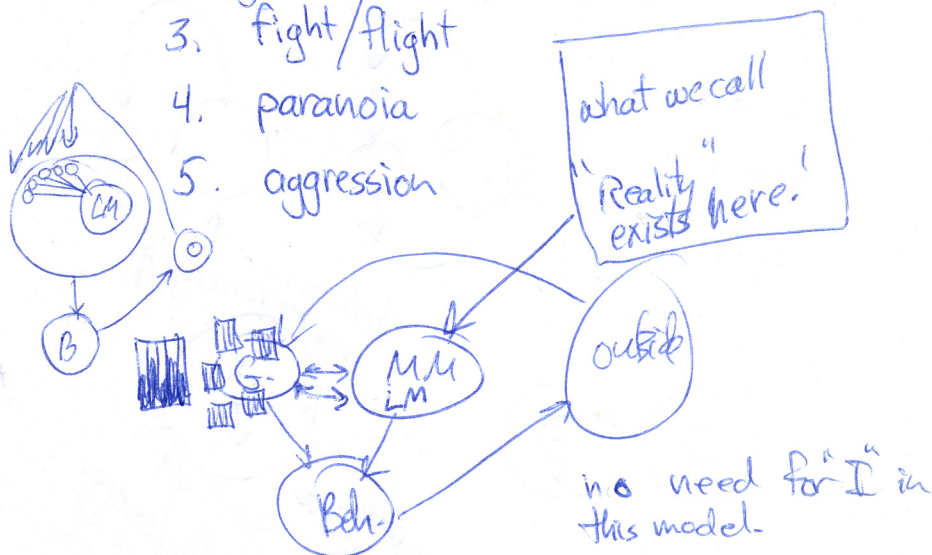 3. fight/flight
4. paranoia
5. aggression
what we call
"Reality"
exists here.!
LM
O
B
G.
MM
LM
outside
Beh.
no need for "I" in
this model.